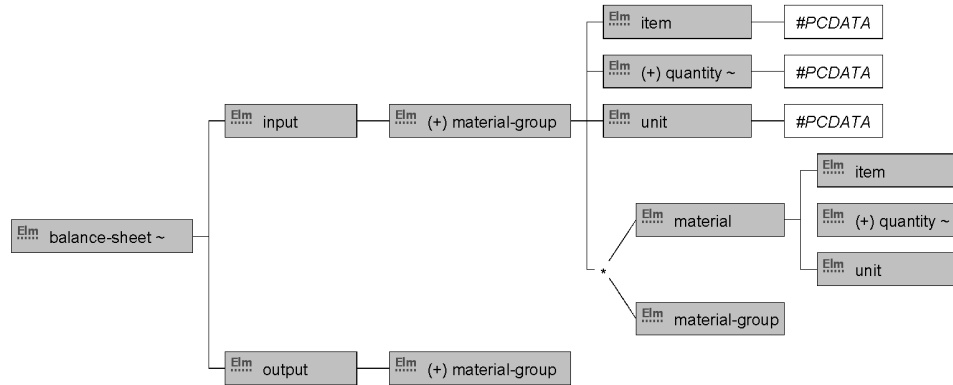 Elm item
#PCDATA
Elm (+) quantity ~
#PCDATA
Elm input
Elm (+) material-group
Elm unit
#PCDATA
Elm item
Elm balance-sheet ~
Elm material
Elm (+) quantity ~
*
Elm unit
Elm material-group
Elm output
Elm (+) material-group